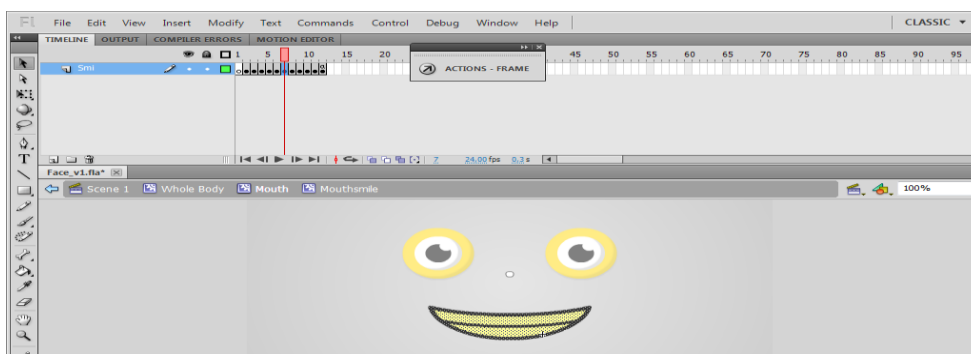 Fl File Edit View Insert Modify Text Commands Control Debug Window Help CLASSIC
TIMELINE OUTPUT COMPILER ERRORS MOTION EDITOR
1 5 10 15 20 45 50 55 60 65 70 75 80 85 90 95
Smi
ACTIONS - FRAME
7 24.00 fps 0.3 s
Face_v1.fla*
Scene 1 Whole Body Mouth Mouthsmile 100%